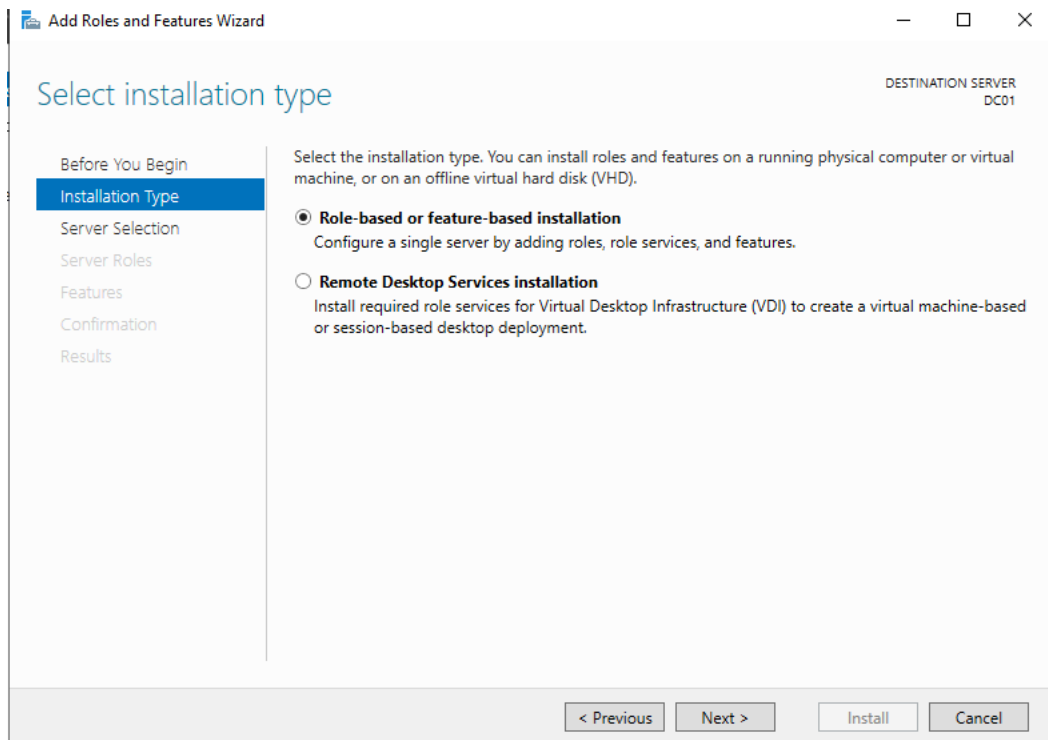 Add Roles and Features Wizard
Select installation type
DESTINATION SERVER
DC01
Before You Begin
Installation Type
Server Selection
Server Roles
Features
Confirmation
Results
Select the installation type. You can install roles and features on a running physical computer or virtual
machine, or on an offline virtual hard disk (VHD).
Role-based or feature-based installation
Configure a single server by adding roles, role services, and features.
Remote Desktop Services installation
Install required role services for Virtual Desktop Infrastructure (VDI) to create a virtual machine-based
or session-based desktop deployment.
< Previous
Next >
Install
Cancel